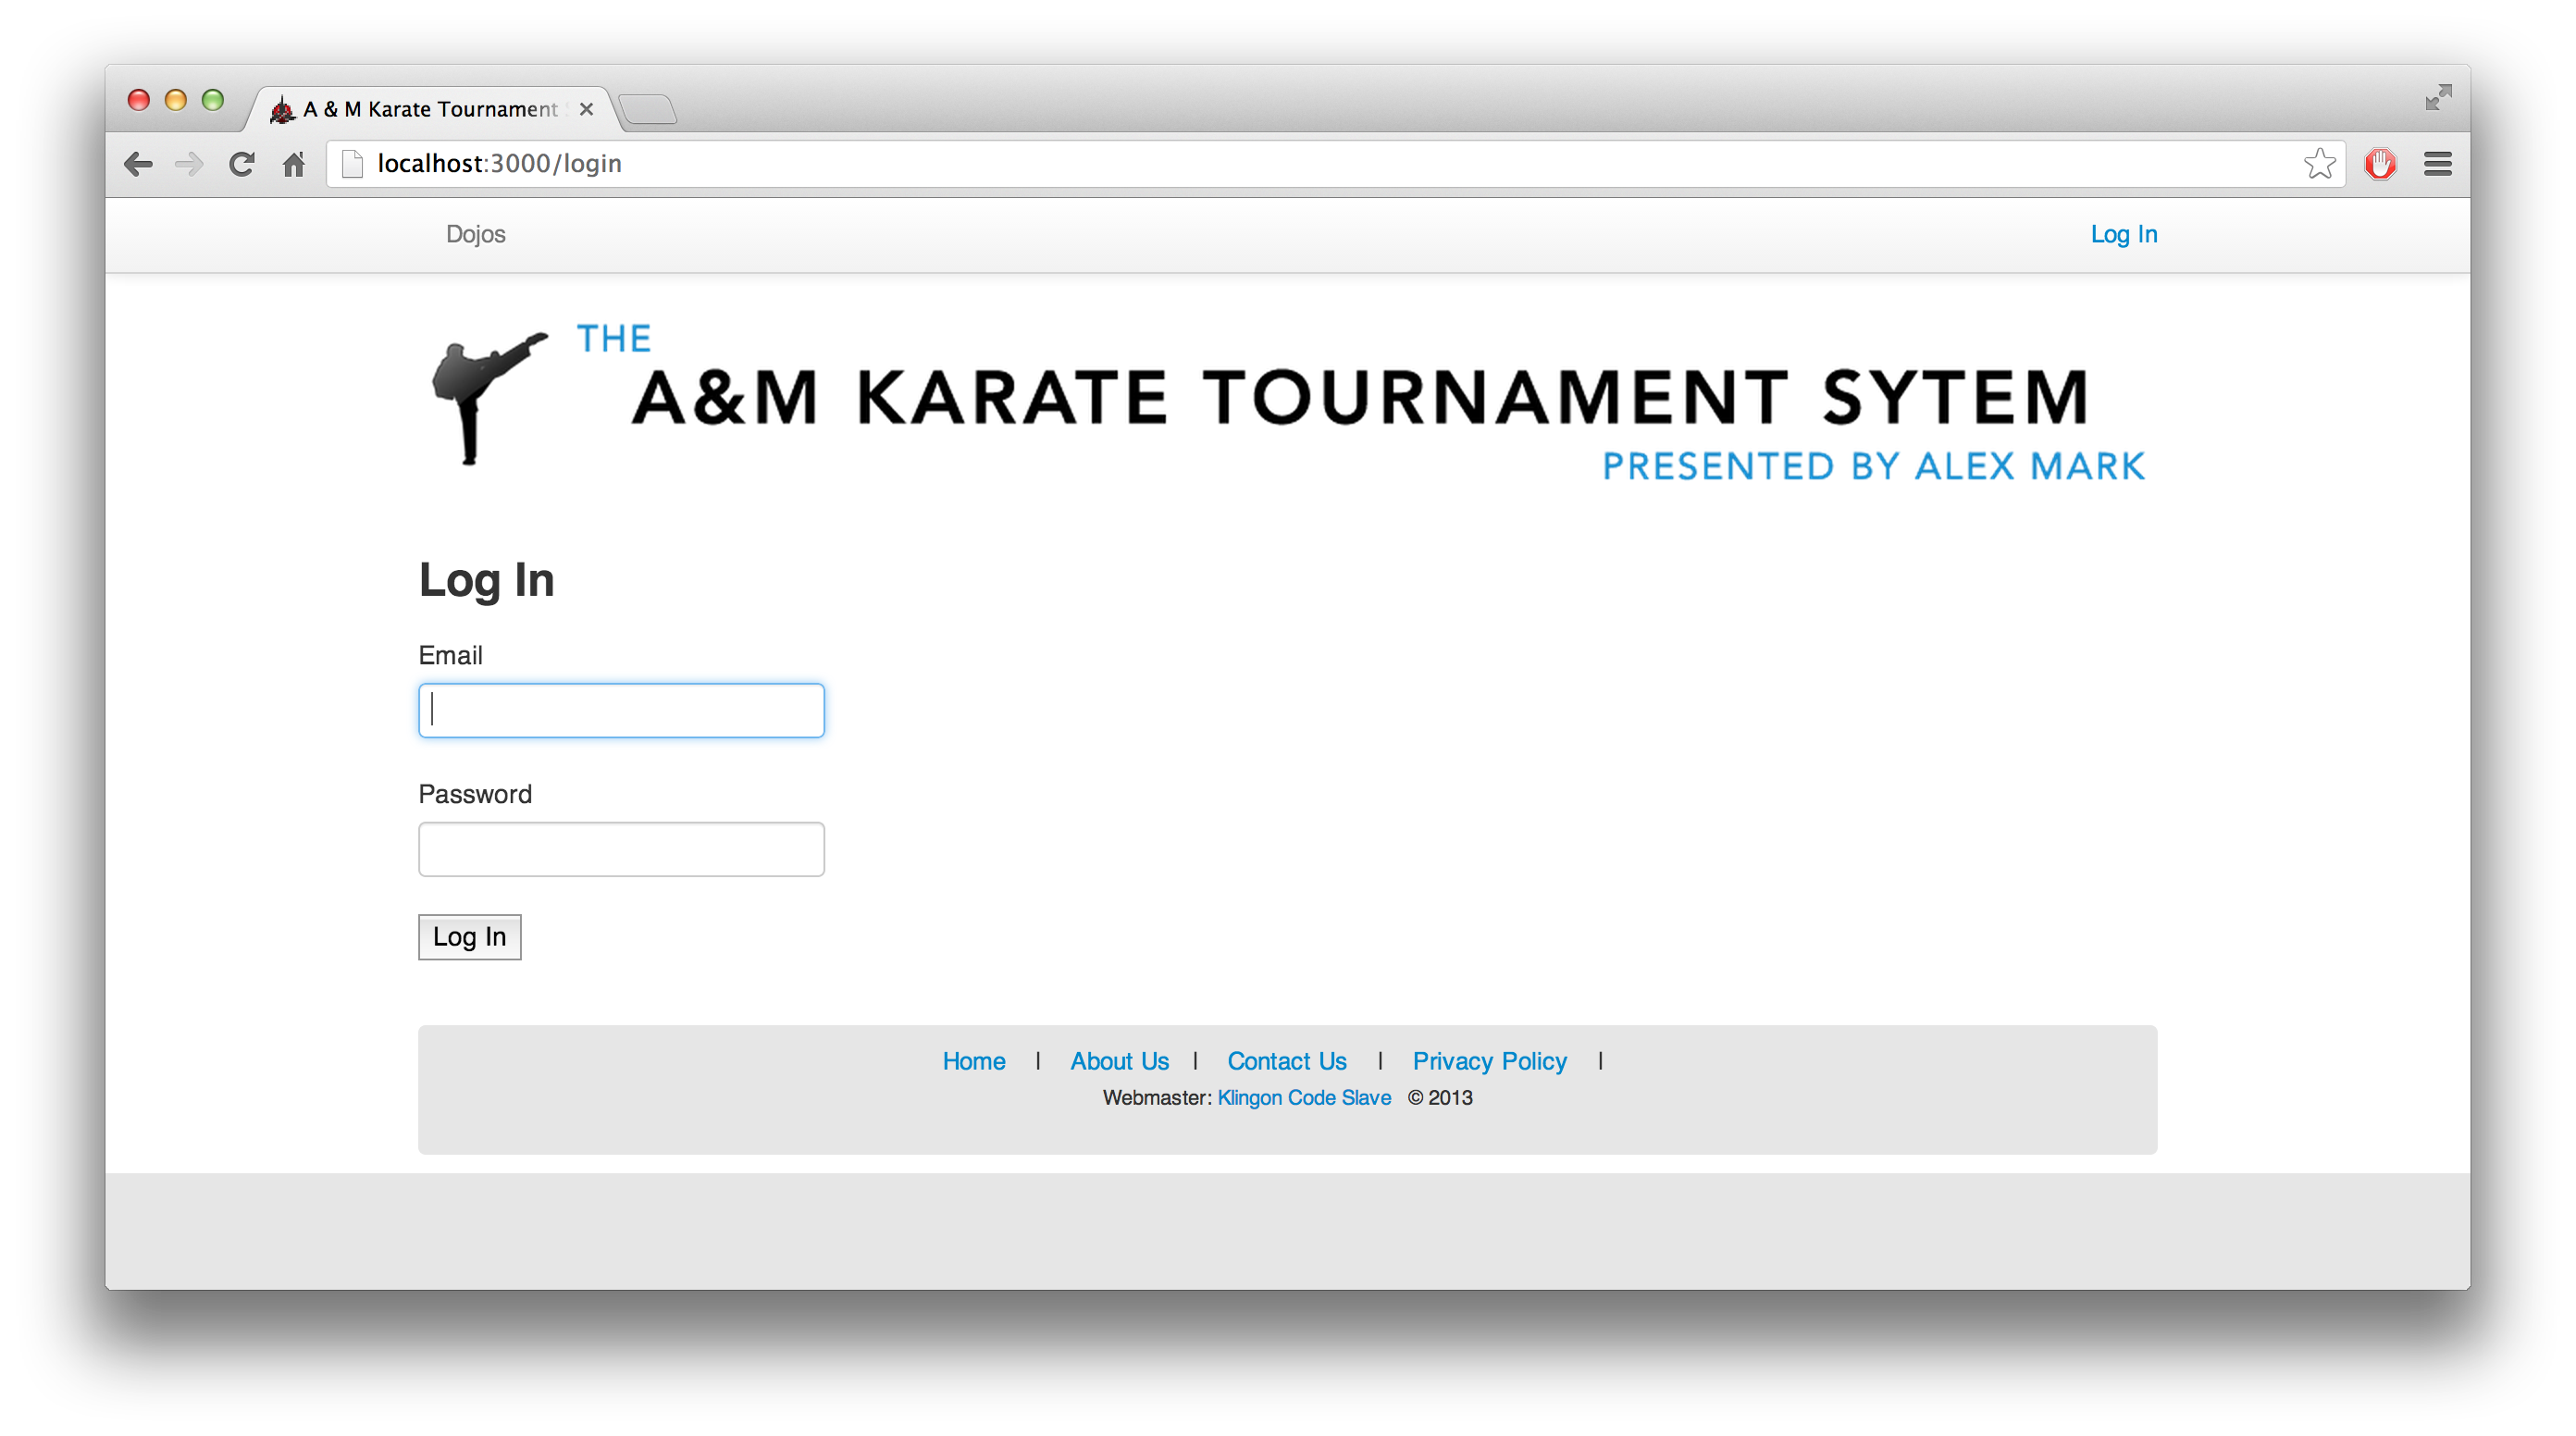 A & M Karate Tournament
localhost:3000/login
Dojos
Log In
THE
A&M KARATE TOURNAMENT SYTEM
PRESENTED BY ALEX MARK
Log In
Email
Password
Log In
Home | About Us | Contact Us | Privacy Policy |
Webmaster: Klingon Code Slave © 2013